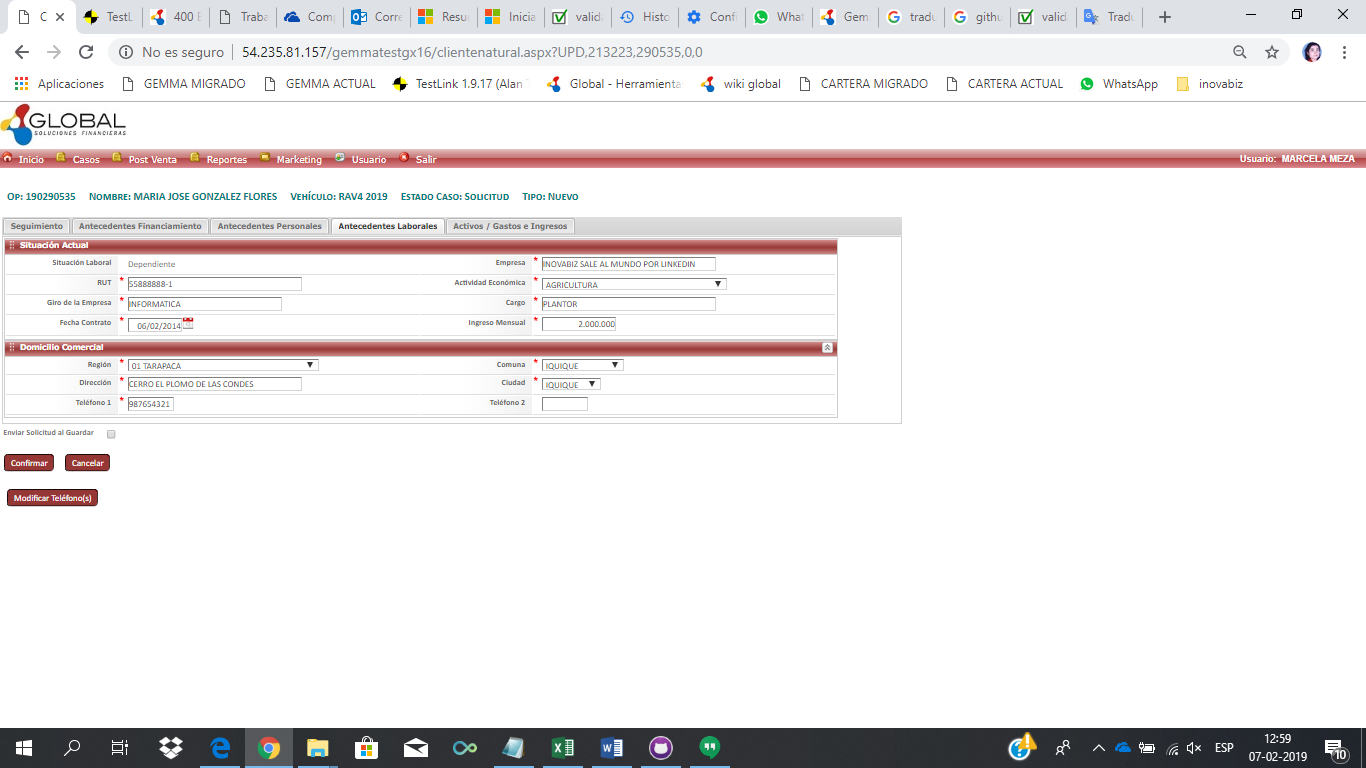 C
TestL
400 E
Traba
Com
Corre
Resu
Inicia
valid
Histo
Confi
What
Gem
tradu
githu
valid
Tradu
No es seguro 54.235.81.157/gemmatestgx16/clientenatural.aspx?UPD,213223,290535,0,0
Aplicaciones GEMMA MIGRADO GEMMA ACTUAL TestLink 1.9.17 (Alan Global - Herramienta wiki global CARTERA MIGRADO CARTERA ACTUAL WhatsApp inovabiz
GLOBAL
SOLUCIONES FINANCIERAS
Inicio Casos Post Venta Reportes Marketing Usuario Salir Usuario: MARCELA MEZA
OP: 190290535 NOMBRE: MARIA JOSE GONZALEZ FLORES VEHÍCULO: RAV4 2019 ESTADO CASO: SOLICITUD TIPO: NUEVO
Seguimiento Antecedentes Financiamiento Antecedentes Personales Antecedentes Laborales Activos / Gastos e Ingresos
Situación Actual
Situación Laboral Dependiente Empresa * INOVABIZ SALE AL MUNDO POR LINKEDIN
RUT * 55888888-1 Actividad Económica * AGRICULTURA
Giro de la Empresa * INFORMATICA Cargo * PLANTOR
Fecha Contrato * 06/02/2014 Ingreso Mensual * 2.000.000
Domicilio Comercial
Región * 01 TARAPACA Comuna * IQUIQUE
Dirección * CERRO EL PLOMO DE LAS CONDES Ciudad * IQUIQUE
Teléfono 1 * 987654321 Teléfono 2
Enviar Solicitud al Guardar
Confirmar Cancelar
Modificar Teléfono(s)
ESP
12:59
07-02-2019
10